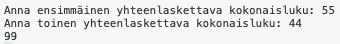 Anna ensimmäinen yhteenlaskettava kokonaisluku: 55
Anna toinen yhteenlaskettava kokonaisluku: 44
99